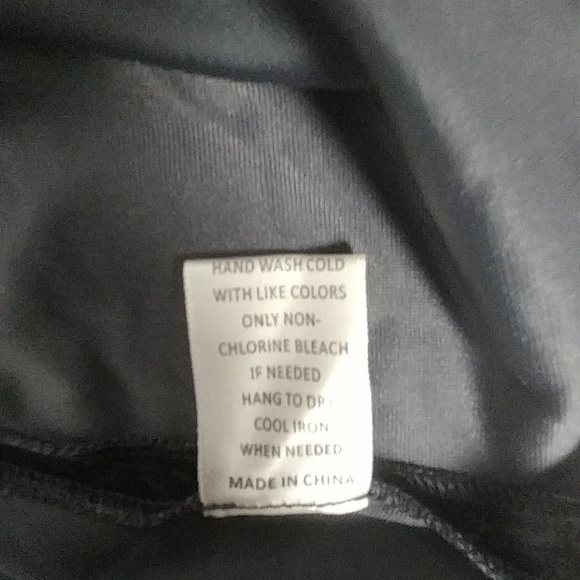 HAND WASH COLD
WITH LIKE COLORS
ONLY NON-
CHLORINE BLEACH
IF NEEDED
HANG TO
COOL IRON
WHEN NEEDED
MADE IN CHINA